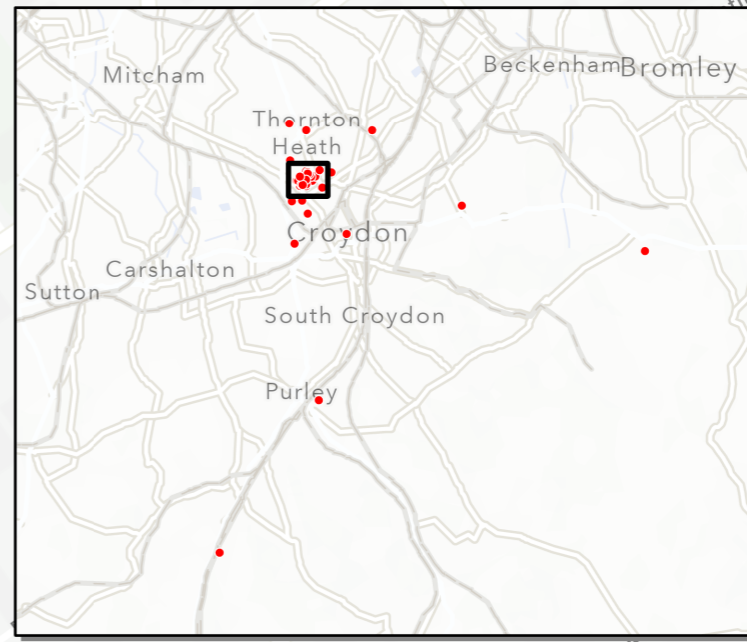 Mitcham
Beckenham
Bromley
Thornton
Heath
Croydon
Carshalton
Sutton
South Croydon
Purley